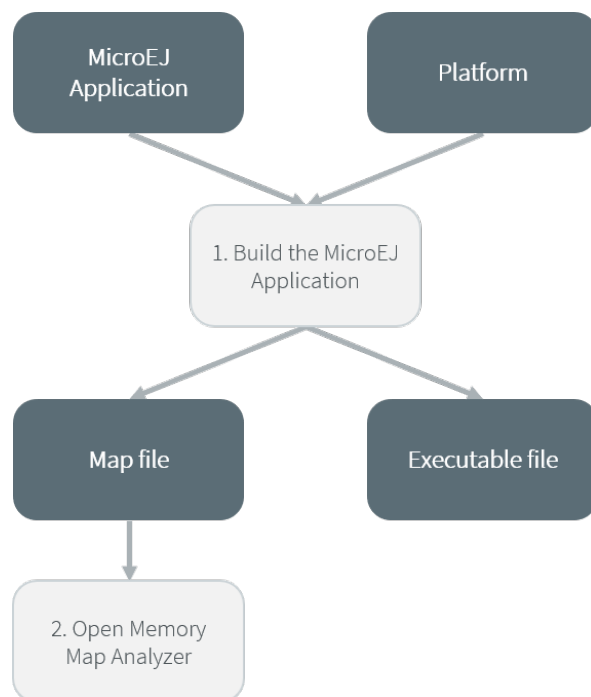 MicroEJ
Application
Platform
1. Build the MicroEJ
Application
Map file
Executable file
2. Open Memory
Map Analyzer